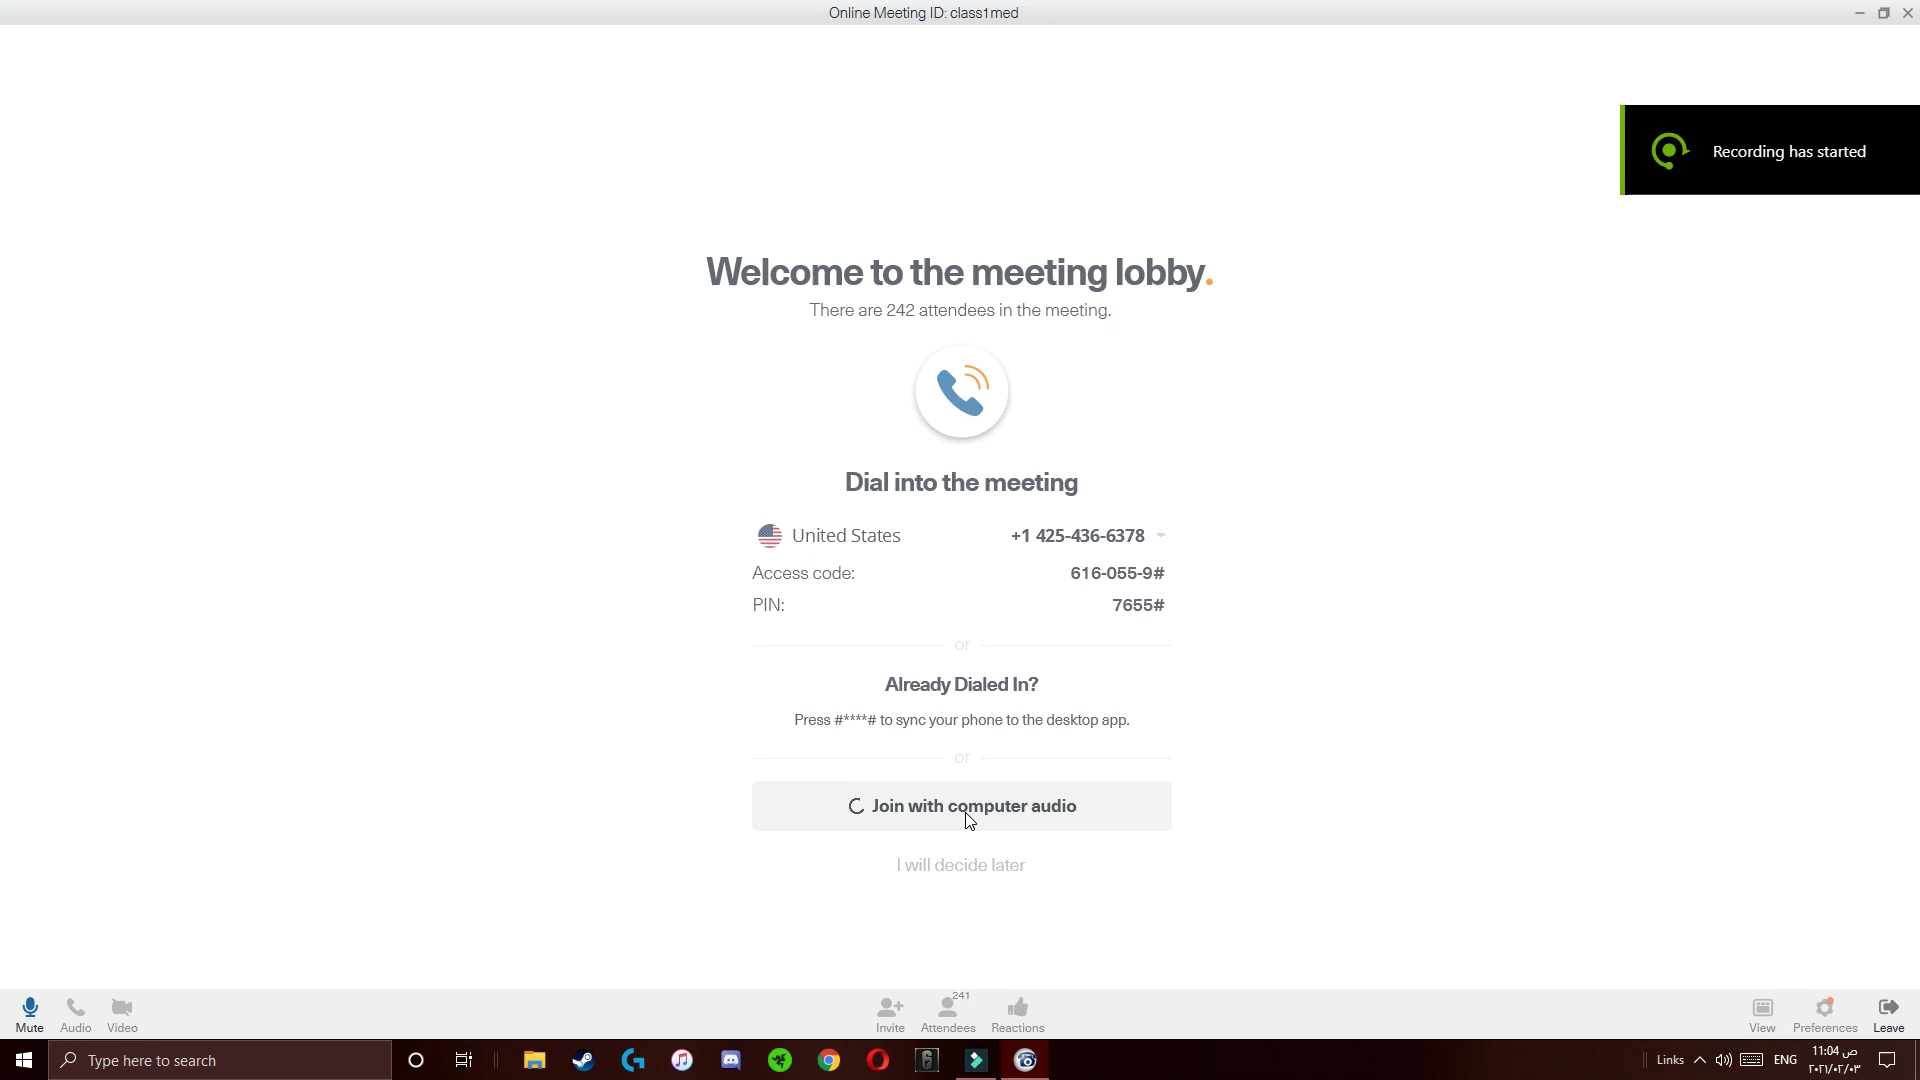 Online Meeting ID: class1med
Recording has started
Welcome to the meeting lobby.
There are 242 attendees in the meeting.
Dial into the meeting
United States +1 425-436-6378
Access code: 616-055-9#
PIN: 7655#
or
Already Dialed In?
Press #****# to sync your phone to the desktop app.
or
Join with computer audio
I will decide later
241
Mute Audio Video Invite Attendees Reactions View Preferences Leave
Type here to search
Links ENG
11:04 ص
٢٠٢١/٠٢/٠٣